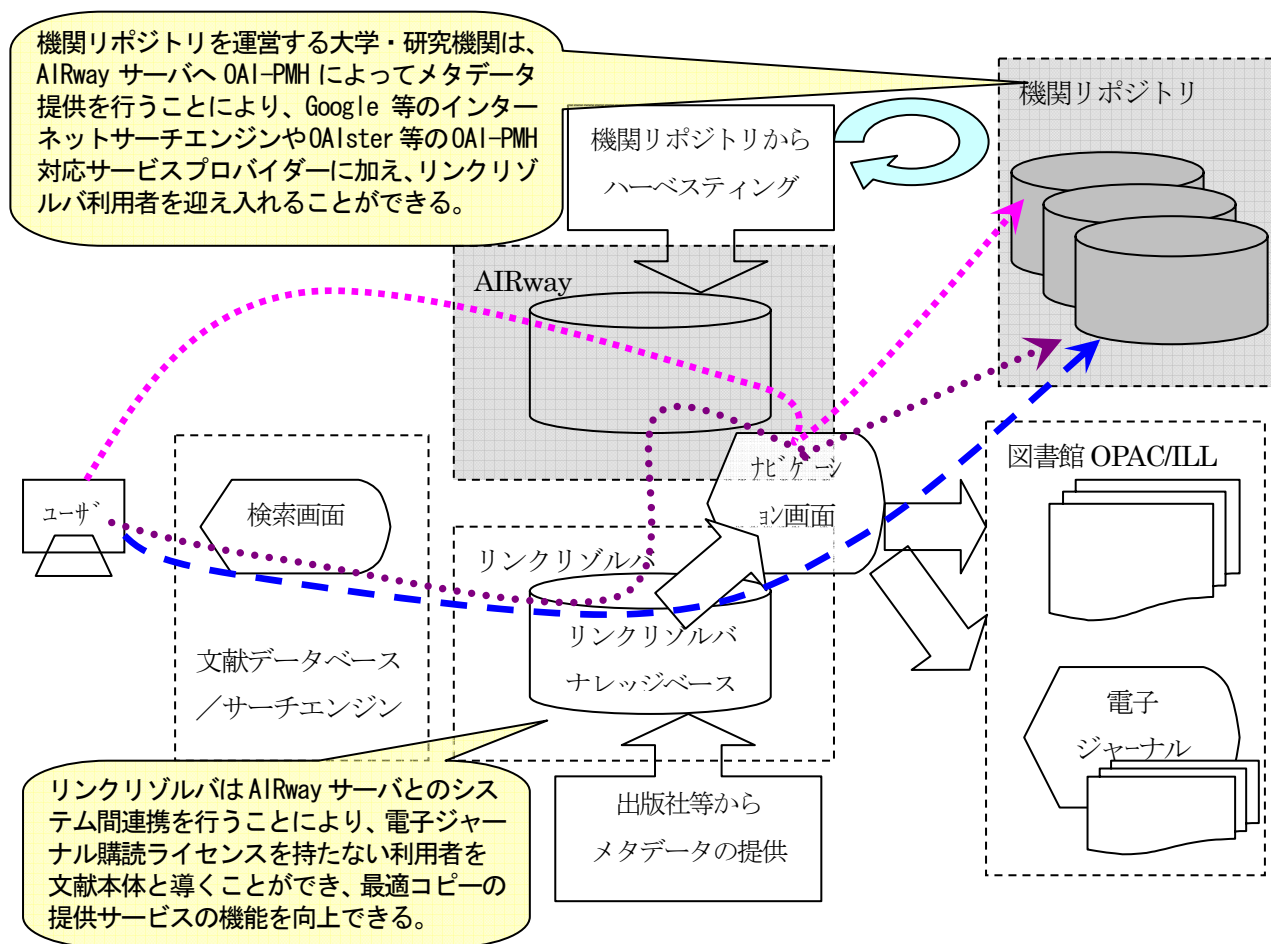 機関リポジトリを運営する大学・研究機関は、
AIRway サーバへ OAI-PMH によってメタデータ
提供を行うことにより、Google 等のインター
ネットサーチエンジンやOAIster 等のOAI-PMH
対応サービスプロバイダーに加え、リンクリゾ
ルバ利用者を迎え入れることができる。
機関リポジトリから
ハーベスティング
機関リポジトリ
AIRway
ユーザ
検索画面
ナビゲーシ
ョン画面
図書館 OPAC/ILL
リンクリゾルバ
リンクリゾルバ
ナレッジベース
文献データベース
／サーチエンジン
電子
ジャーナル
出版社等から
メタデータの提供
リンクリゾルバは AIRway サーバとのシス
テム間連携を行うことにより、電子ジャー
ナル購読ライセンスを持たない利用者を
文献本体と導くことができ、最適コピーの
提供サービスの機能を向上できる。